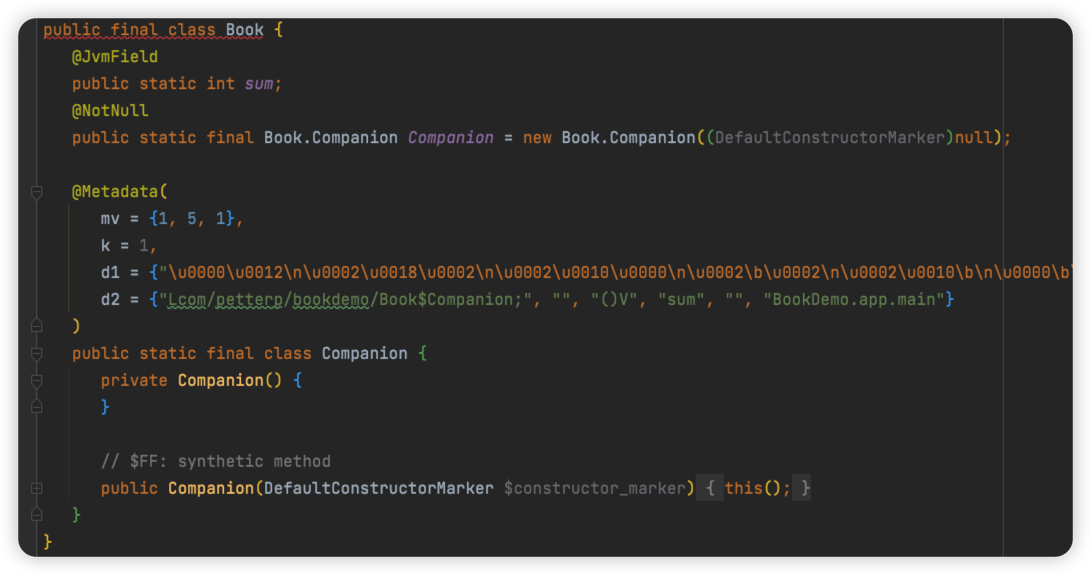 public final class Book {
@JvmField
public static int sum;
@NotNull
public static final Book.Companion Companion = new Book.Companion((DefaultConstructorMarker)null);
@Metadata(
mv = {1, 5, 1},
k = 1,
d1 = {"\u0000\u0012\n\u0002\u0018\u0002\n\u0002\u0010\u0000\n\u0002\b\u0002\n\u0002\u0010\b\n\u0000\b\
d2 = {"Lcom/petterp/bookdemo/Book$Companion;", "", "()V", "sum", "", "BookDemo.app.main"}
)
public static final class Companion {
private Companion() {
}
// $FF: synthetic method
public Companion(DefaultConstructorMarker $constructor_marker) { this(); }
}
}